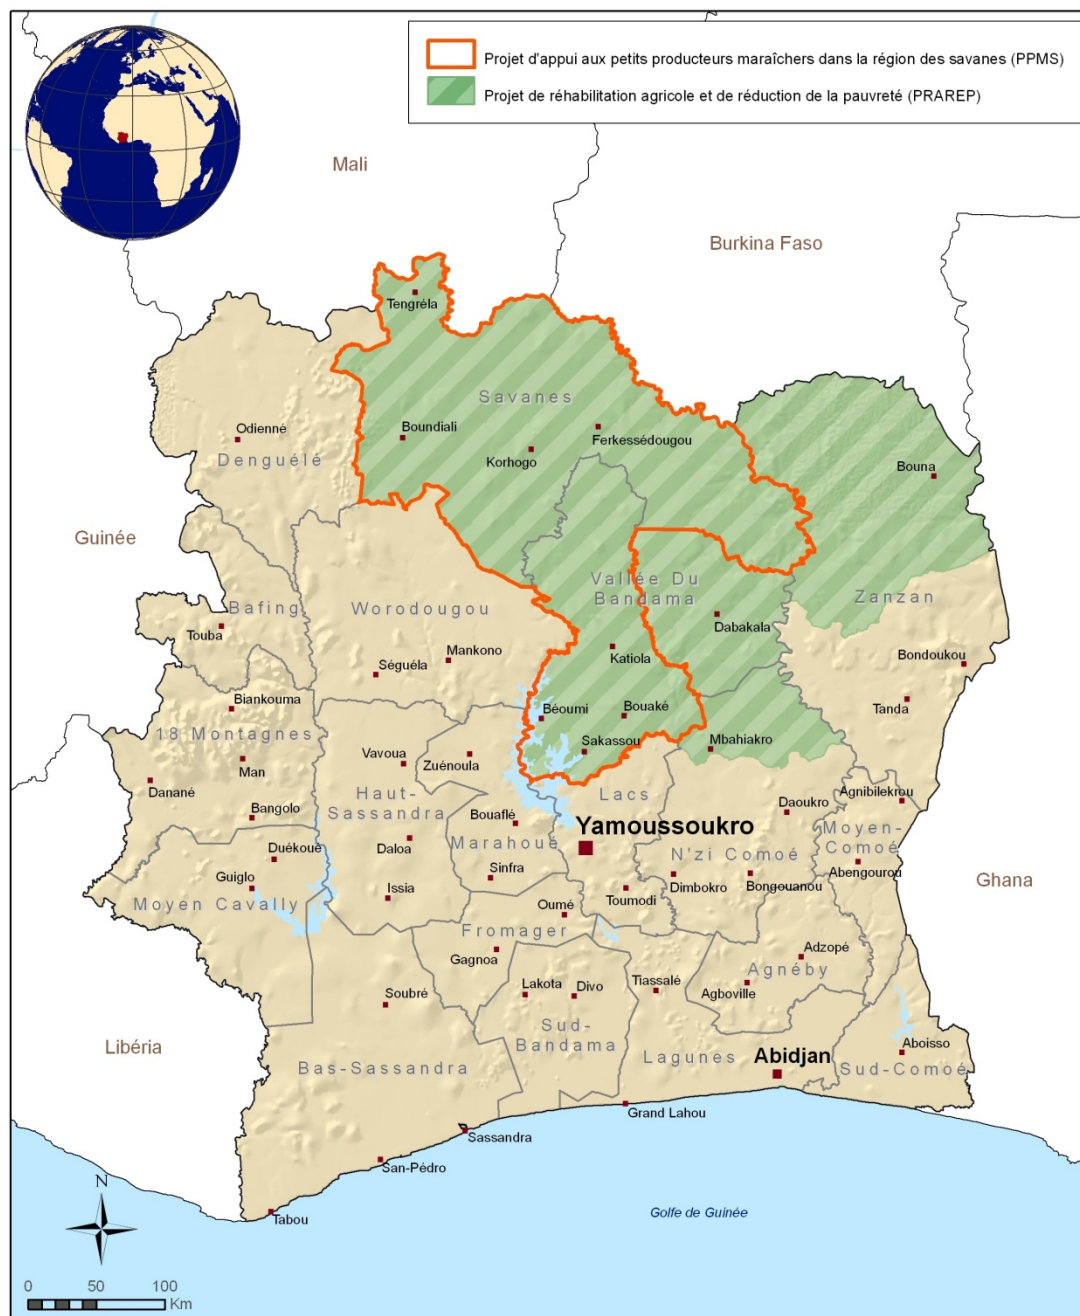 Projet d'appui aux petits producteurs maraîchers dans la région des savanes (PPMS)
Projet de réhabilitation agricole et de réduction de la pauvreté (PRAREP)
Mali
Burkina Faso
Tengréla
Savanes
Boundiali
Ferkessédougou
Odienné
Korhogo
Denguélé
Bouna
Guinée
Vallée Du
Bandama
Zanzan
Bafing
Worodougou
Dabakala
Touba
Katiola
Mankono
Bondoukou
Séguéla
Biankouma
Béoumi
Bouaké
Tanda
18 Montagnes
Sakassou
Mbahiakro
Vavoua
Zuénoula
Man
Danané
Agnibilekrou
Haut-
Sassandra
Lacs
Daoukro
Bangolo
Bouaflé
Yamoussoukro
Moyen-
Comoé
Marahoué
Daloa
N'zi Comoé
Duékoué
Abengourou
Sinfra
Guiglo
Dimbokro
Bongouanou
Ghana
Issia
Toumodi
Moyen Cavally
Oumé
Fromager
Gagnoa
Adzopé
Agnéby
Soubré
Lakota
Divo
Tiassalé
Agboville
Libéria
Sud-
Bandama
Lagunes
Abidjan
Aboisso
Bas-Sassandra
Sud-Comoé
Grand Lahou
Sassandra
San-Pédro
N
Golfe de Guinée
Tabou
0 50 100
Km